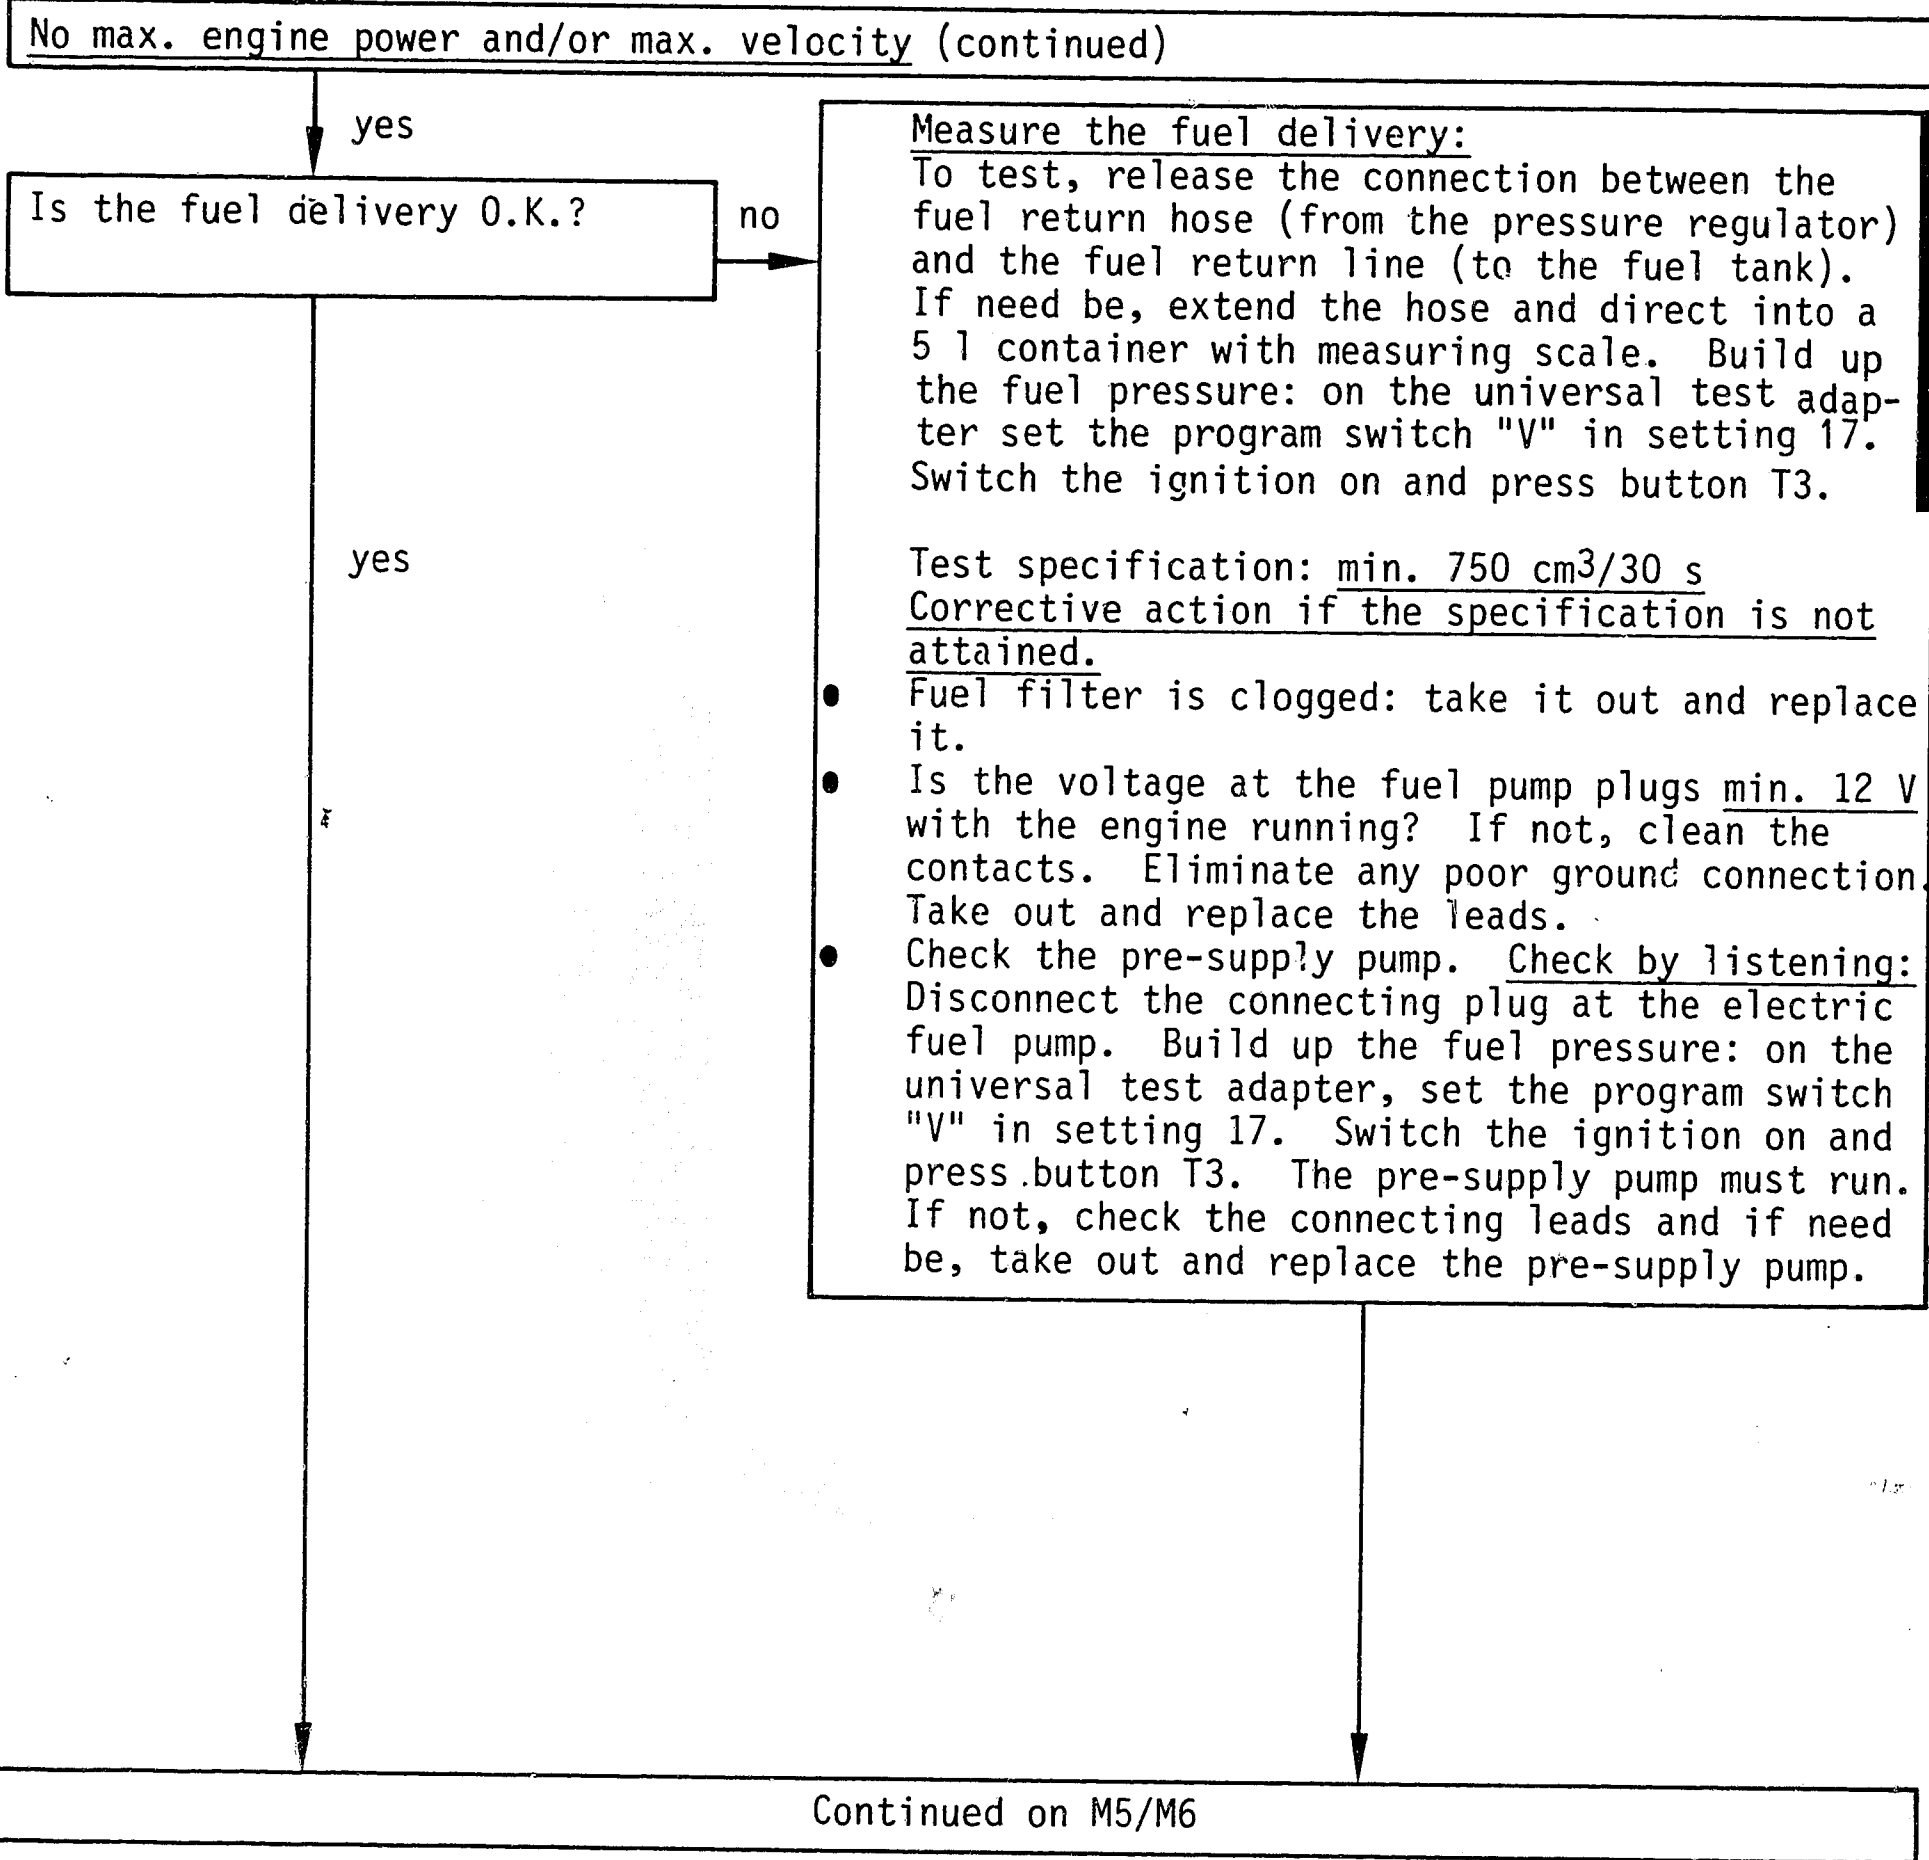 No max. engine power and/or max. velocity (continued)
yes
Is the fuel delivery O.K.?
no
Measure the fuel delivery:
To test, release the connection between the
fuel return hose (from the pressure regulator)
and the fuel return line (to the fuel tank).
If need be, extend the hose and direct into a
5 l container with measuring scale. Build up
the fuel pressure: on the universal test adap-
ter set the program switch "V" in setting 17.
Switch the ignition on and press button T3.
yes
Test specification: min. 750 cm3/30 s
Corrective action if the specification is not
attained.
● Fuel filter is clogged: take it out and replace
it.
● Is the voltage at the fuel pump plugs min. 12 V
with the engine running? If not, clean the
contacts. Eliminate any poor ground connection.
Take out and replace the leads.
● Check the pre-supply pump. Check by listening:
Disconnect the connecting plug at the electric
fuel pump. Build up the fuel pressure: on the
universal test adapter, set the program switch
"V" in setting 17. Switch the ignition on and
press button T3. The pre-supply pump must run.
If not, check the connecting leads and if need
be, take out and replace the pre-supply pump.
Continued on M5/M6